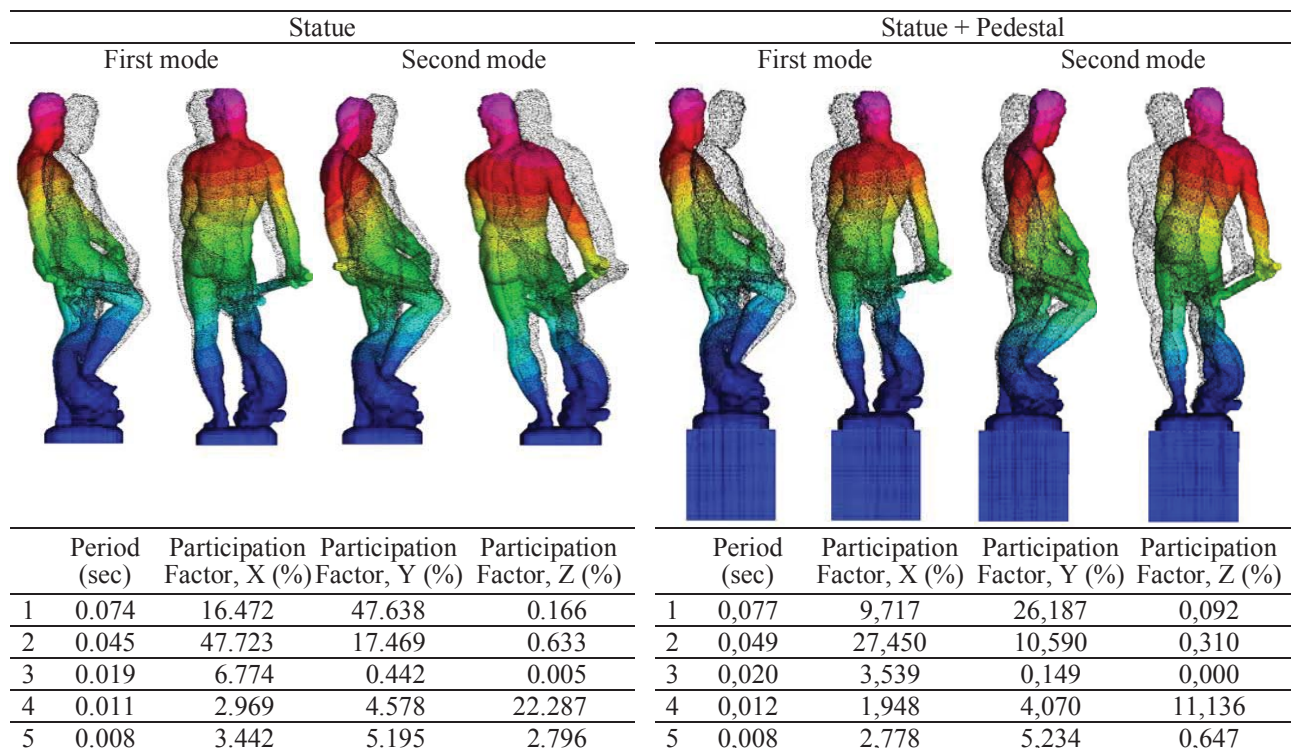 Statue
First mode Second mode
Period (sec) Participation Factor, X (%) Participation Factor, Y (%) Participation Factor, Z (%)
1 0.074 16.472 47.638 0.166
2 0.045 47.723 17.469 0.633
3 0.019 6.774 0.442 0.005
4 0.011 2.969 4.578 22.287
5 0.008 3.442 5.195 2.796
Statue + Pedestal
First mode Second mode
Period (sec) Participation Factor, X (%) Participation Factor, Y (%) Participation Factor, Z (%)
1 0,077 9,717 26,187 0,092
2 0,049 27,450 10,590 0,310
3 0,020 3,539 0,149 0,000
4 0,012 1,948 4,070 11,136
5 0,008 2,778 5,234 0,647